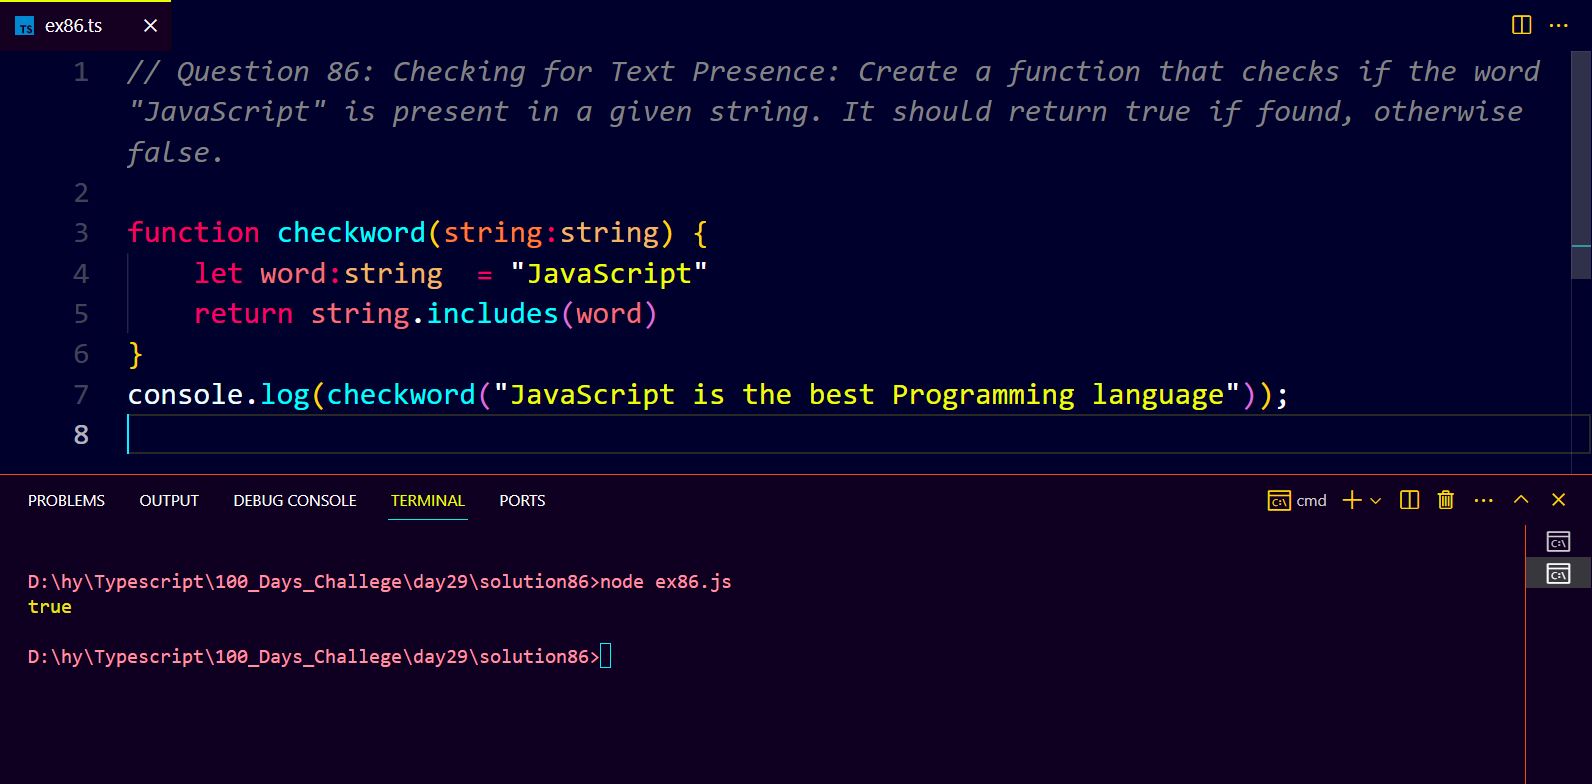 TS ex86.ts
1 // Question 86: Checking for Text Presence: Create a function that checks if the word
"JavaScript" is present in a given string. It should return true if found, otherwise
false.
2
3 function checkword(string:string) {
4     let word:string  = "JavaScript"
5     return string.includes(word)
6 }
7 console.log(checkword("JavaScript is the best Programming language"));
8
PROBLEMS OUTPUT DEBUG CONSOLE TERMINAL PORTS cmd
D:\hy\Typescript\100_Days_Challege\day29\solution86>node ex86.js
true
D:\hy\Typescript\100_Days_Challege\day29\solution86>